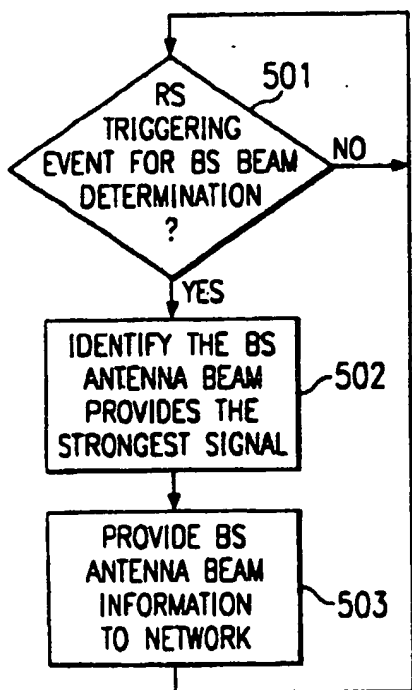 501
RS
TRIGGERING
EVENT FOR BS BEAM
DETERMINATION
?
NO
YES
IDENTIFY THE BS
ANTENNA BEAM
PROVIDES THE
STRONGEST SIGNAL
502
PROVIDE BS
ANTENNA BEAM
INFORMATION
TO NETWORK
503